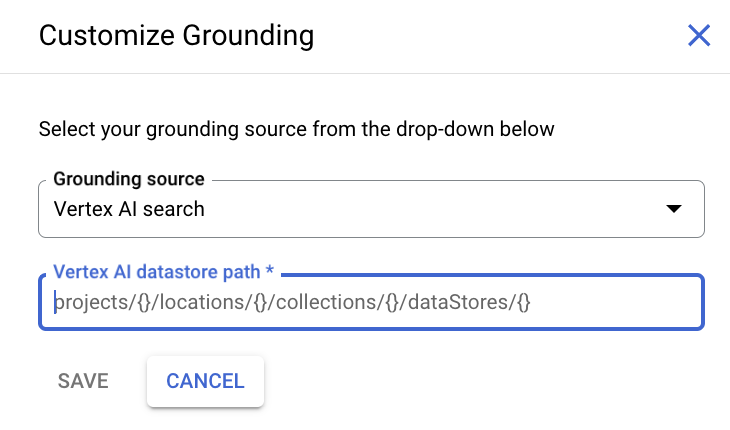 Customize Grounding
Select your grounding source from the drop-down below
Grounding source
Vertex AI search
Vertex AI datastore path *
projects/{}/locations/{}/collections/{}/dataStores/{}
SAVE CANCEL